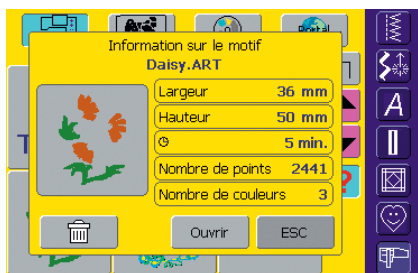 Portal
Information sur le motif
Daisy.ART
Largeur 36 mm
Hauteur 50 mm
5 min.
Nombre de points 2441
Nombre de couleurs 3
Ouvrir ESC
A
T
?